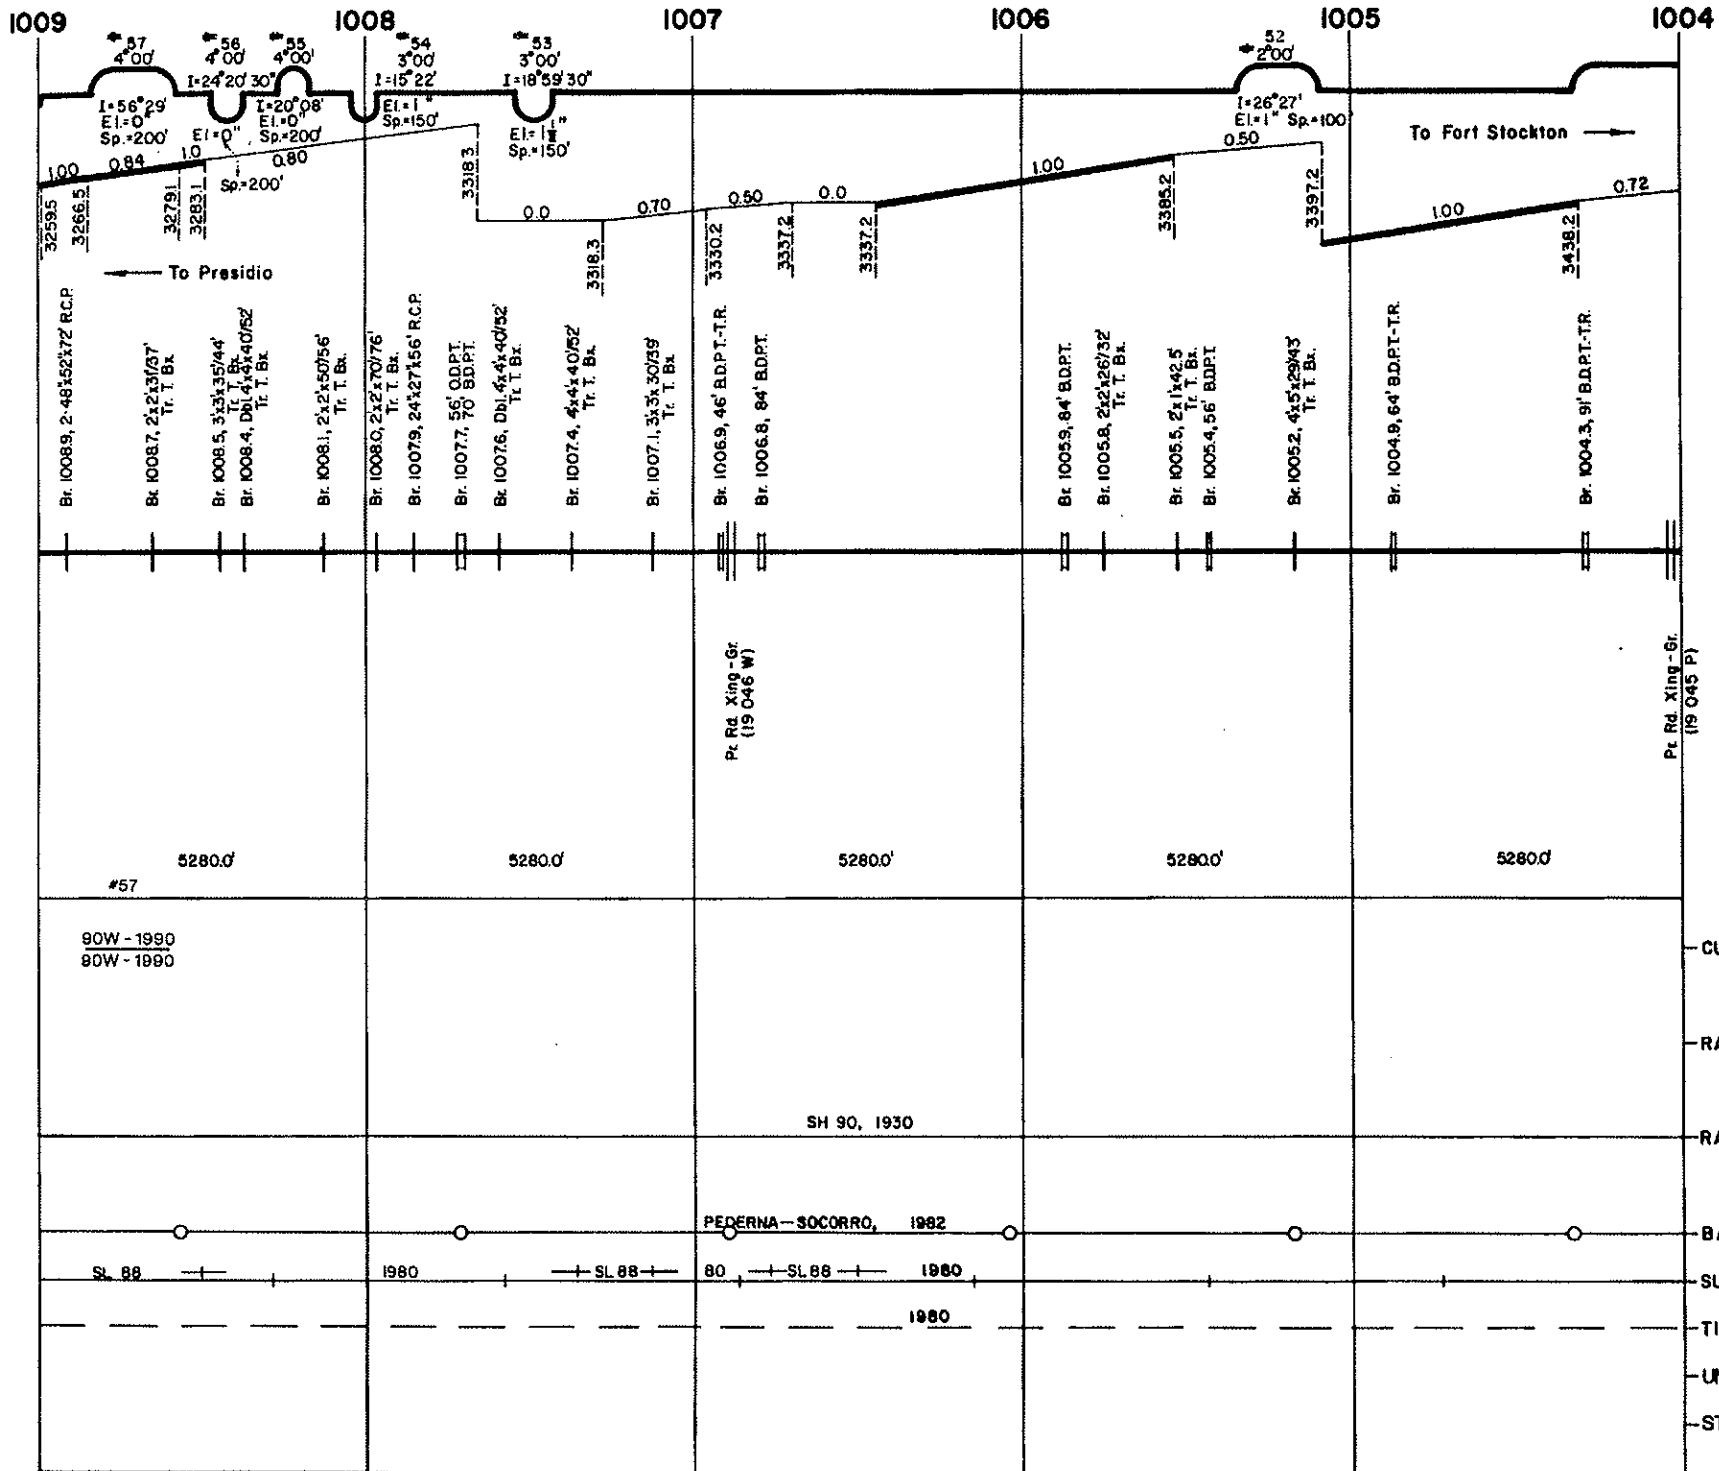 1009 1008 1007 1006 1005 1004
57 56 55 54 53 52
4°00' 4°00' 4°00' 3°00' 3°00' 2°00'
I=24°20' 30" I=15°22' I=18°59' 30"
I=56°29' I=20°08' El.=1" I=26°27'
El.=0" El.=0" Sp.=150' El.=1" Sp.=100'
Sp.=200' El=0" Sp.=200' Sp.=150'
To Fort Stockton
1.00 0.84 1.0 0.80 0.0 0.70 0.50 0.0 1.00 0.50 1.00 0.72
Sp.=200'
3259.5
3266.5
3279.1
3283.1
3318.3
3318.3
3330.2
3337.2
3337.2
3385.2
3397.2
3438.2
To Presidio
Br. 1008.9, 2-48"x52"x72' R.C.P.
Br. 1008.7, 2'x2'x31'/37'
Tr. T. Bx.
Br. 1008.5, 3'x3'x35'/44'
Tr. T. Bx.
Br. 1008.4, Dbl. 4'x4'x40'/52'
Tr. T. Bx.
Br. 1008.1, 2'x2'x50'/56'
Tr. T. Bx.
Br. 1008.0, 2'x2'x70'/76'
Tr. T. Bx.
Br. 1007.9, 24"x27"x56' R.C.P.
Br. 1007.7, 56' O.D.P.T.
70' B.D.P.T.
Br. 1007.6, Dbl. 4'x4'x40'/52'
Tr. T. Bx.
Br. 1007.4, 4'x4'x40'/52'
Tr. T. Bx.
Br. 1007.1, 3'x3'x30'/39'
Tr. T. Bx.
Br. 1006.9, 46' B.D.P.T.-T.R.
Br. 1006.8, 84' B.D.P.T.
Br. 1005.9, 84' B.D.P.T.
Br. 1005.8, 2'x2'x26'/32'
Tr. T. Bx.
Br. 1005.5, 2'x1'x42.5'
Tr. T. Bx.
Br. 1005.4, 56' B.D.P.T.
Br. 1005.2, 4'x5'x29'/43'
Tr. T. Bx.
Br. 1004.9, 64' B.D.P.T.-T.R.
Br. 1004.3, 91' B.D.P.T.-T.R.
Pr. Rd. Xing-Gr.
(19 046 W)
Pr. Rd. Xing-Gr.
(19 045 P)
5280.0' 5280.0' 5280.0' 5280.0' 5280.0'
#57
90W-1990
90W-1990
CU
RA
SH 90, 1930
RA
PEDERNA-SOCORRO, 1982
BA
SL 88 1980 SL 88 80 SL 88 1980
SU
1980
TI
UN
ST